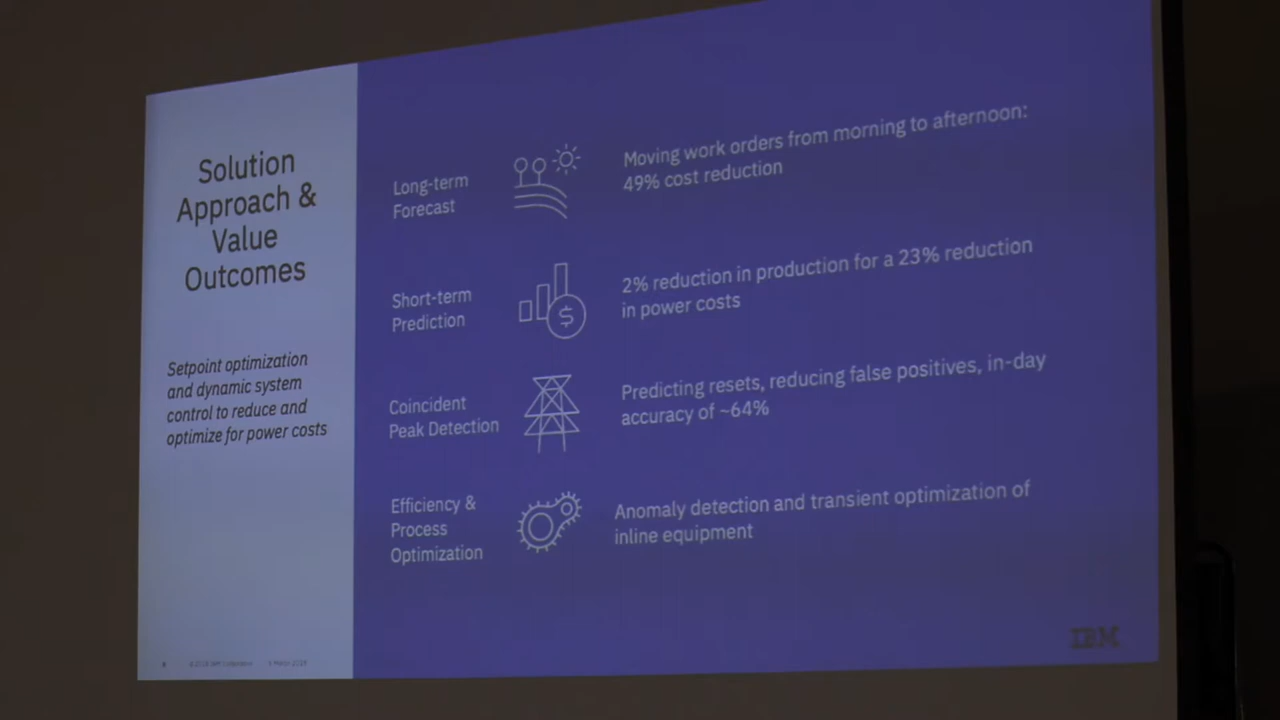 Solution
Approach &
Value
Outcomes
Setpoint optimization
and dynamic system
control to reduce and
optimize for power costs
Long-term
Forecast
Moving work orders from morning to afternoon:
49% cost reduction
Short-term
Prediction
$
2% reduction in production for a 23% reduction
in power costs
Coincident
Peak Detection
Predicting resets, reducing false positives, in-day
accuracy of ~64%
Efficiency &
Process
Optimization
Anomaly detection and transient optimization of
inline equipment
IBM